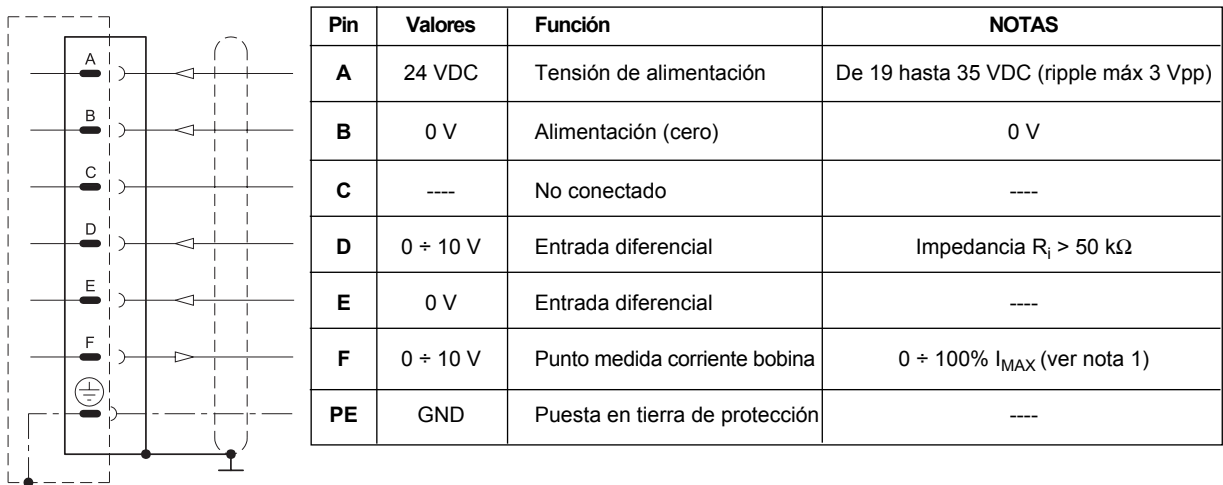 A
B
C
D
E
F
Pin Valores Función NOTAS
A 24 VDC Tensión de alimentación De 19 hasta 35 VDC (ripple máx 3 Vpp)
B 0 V Alimentación (cero) 0 V
C ---- No conectado ----
D 0 ÷ 10 V Entrada diferencial Impedancia Ri > 50 kΩ
E 0 V Entrada diferencial ----
F 0 ÷ 10 V Punto medida corriente bobina 0 ÷ 100% IMAX (ver nota 1)
PE GND Puesta en tierra de protección ----